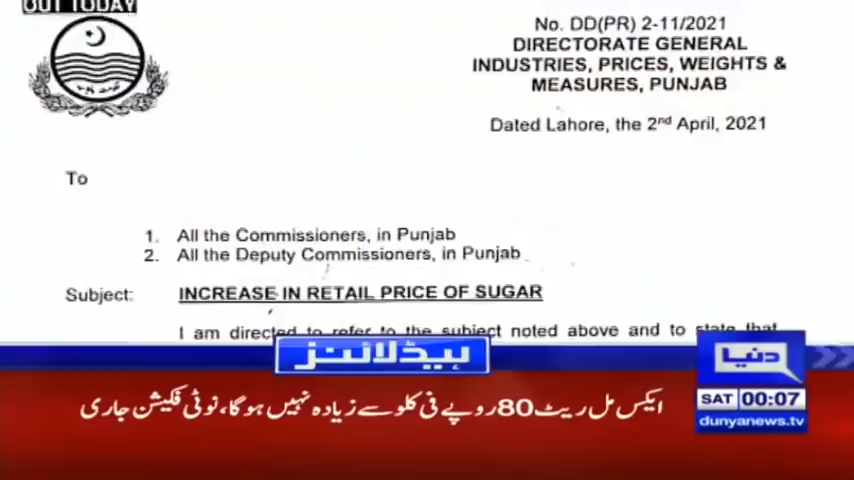 OUT TODAY
No. DD(PR) 2-11/2021
DIRECTORATE GENERAL
INDUSTRIES, PRICES, WEIGHTS &
MEASURES, PUNJAB
Dated Lahore, the 2nd April, 2021
To
1. All the Commissioners, in Punjab
2. All the Deputy Commissioners, in Punjab
Subject: INCREASE IN RETAIL PRICE OF SUGAR
I am directed to refer to the subject noted above and to state that
ہیڈلائنز
دنیا
ایکس مل ریٹ 80 روپے فی کلو سے زیادہ نہیں ہوگا، نوٹی فکیشن جاری
SAT 00:07
dunyanews.tv